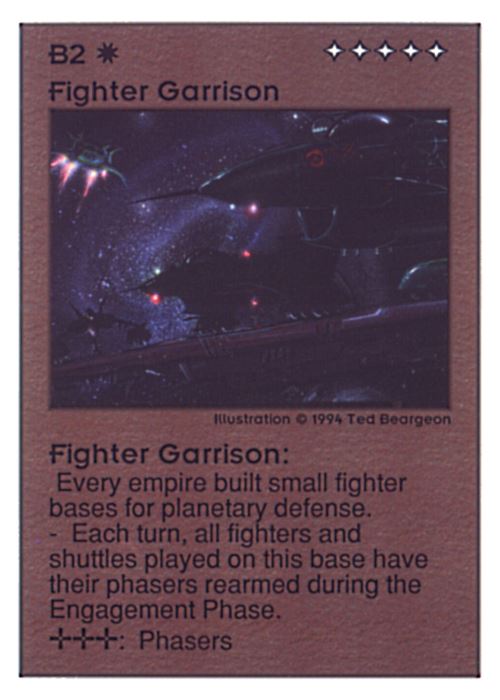 B2 ✷ ✧✧✧✧✧
Fighter Garrison
Illustration © 1994 Ted Beargeon
Fighter Garrison:
Every empire built small fighter
bases for planetary defense.
- Each turn, all fighters and
shuttles played on this base have
their phasers rearmed during the
Engagement Phase.
✢✢✢: Phasers